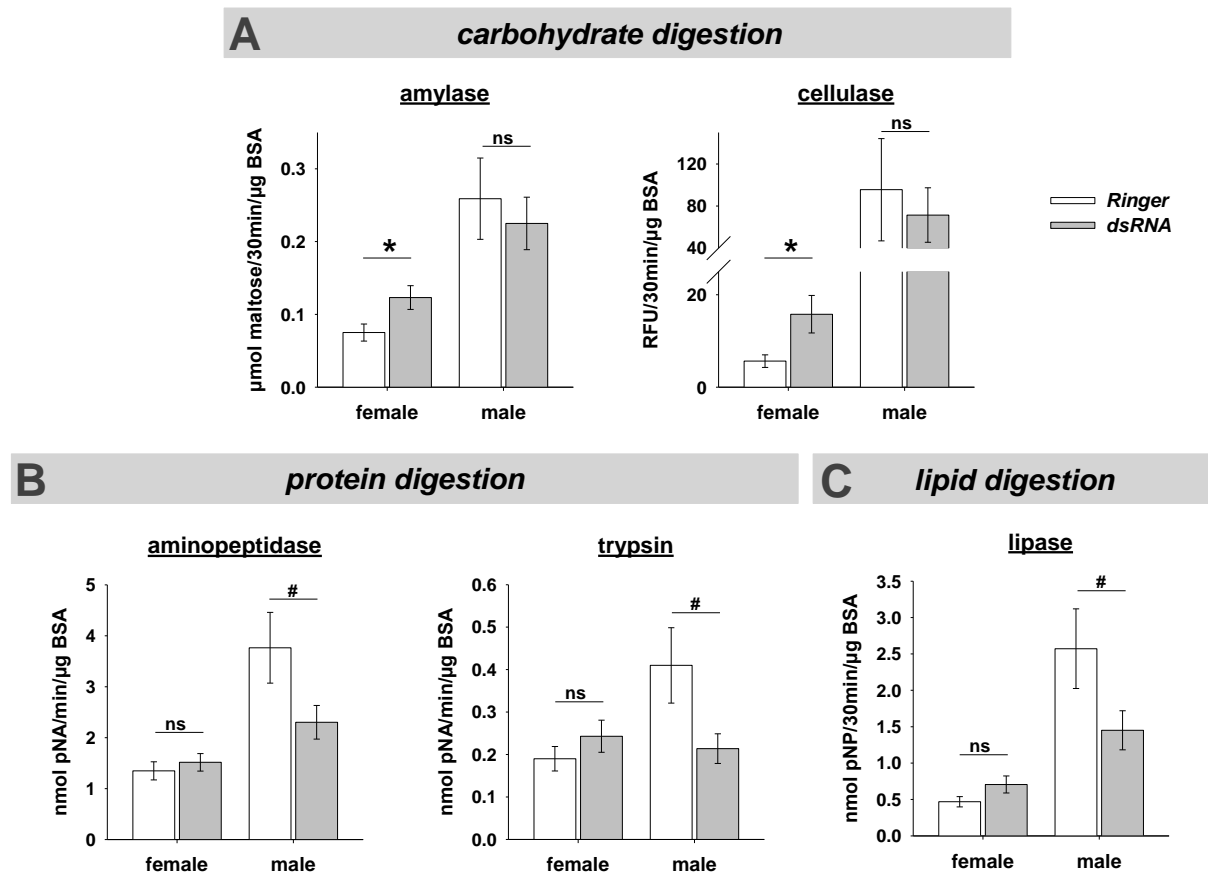 A carbohydrate digestion
amylase
µmol maltose/30min/µg BSA
0.3
0.2
0.1
0.0
*
ns
female male
cellulase
RFU/30min/µg BSA
120
80
40
20
0
*
ns
female male
Ringer
dsRNA
B protein digestion
aminopeptidase
nmol pNA/min/µg BSA
5
4
3
2
1
0
ns
#
female male
trypsin
nmol pNA/min/µg BSA
0.6
0.5
0.4
0.3
0.2
0.1
0.0
ns
#
female male
C lipid digestion
lipase
nmol pNP/30min/µg BSA
3.5
3.0
2.5
2.0
1.5
1.0
0.5
0.0
ns
#
female male